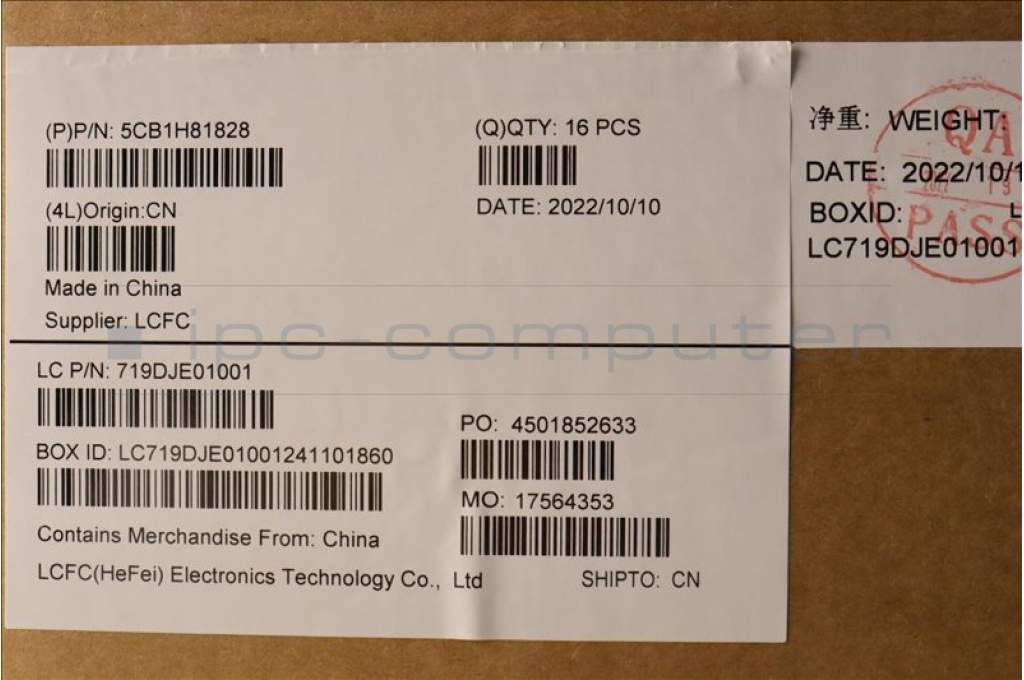 (P)P/N: 5CB1H81828
(Q)QTY: 16 PCS
(4L)Origin:CN
DATE: 2022/10/10
Made in China
Supplier: LCFC
LC P/N: 719DJE01001
PO: 4501852633
BOX ID: LC719DJE01001241101860
MO: 17564353
Contains Merchandise From: China
LCFC(HeFei) Electronics Technology Co., Ltd
SHIPTO: CN
净重: WEIGHT:
DATE: 2022/10/1
BOXID: L
LC719DJE01001
QA
PASS
ipc-computer